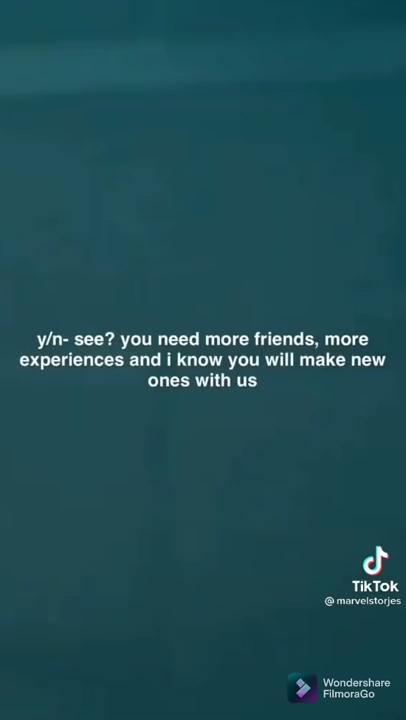 y/n- see? you need more friends, more
experiences and i know you will make new
ones with us
TikTok
@marvelstorjes
Wondershare
FilmoraGo